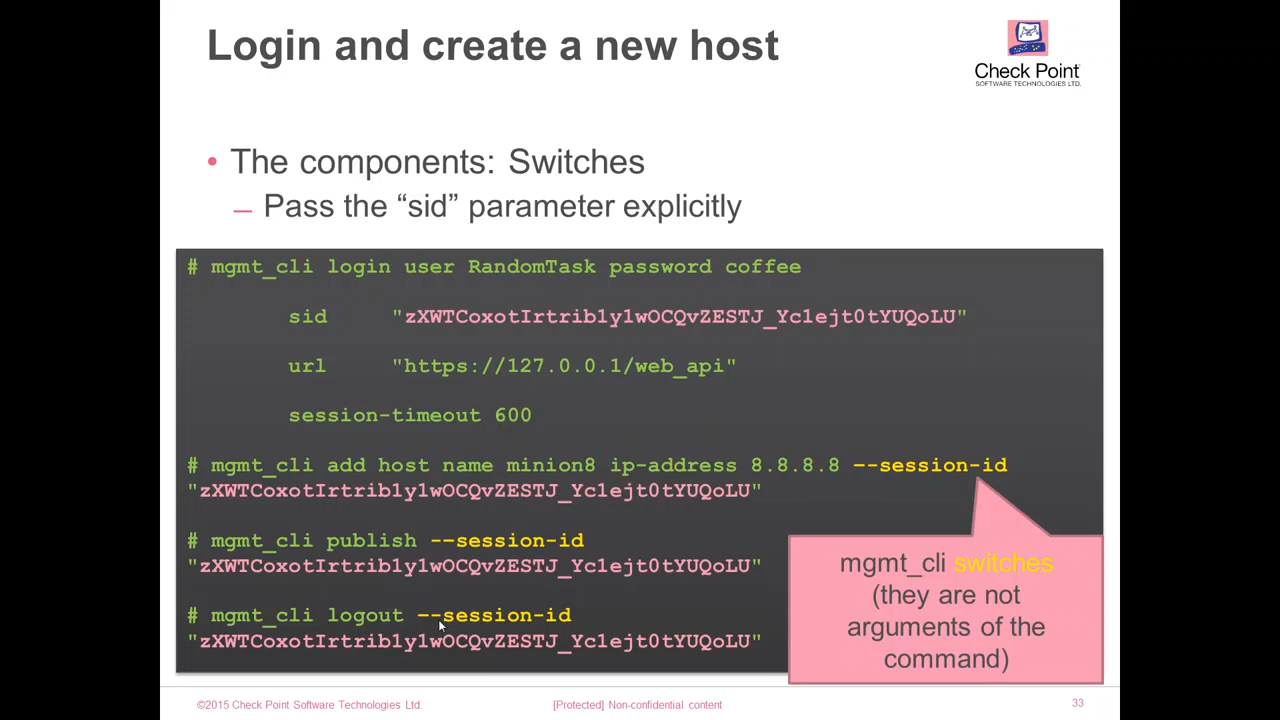 Login and create a new host
Check Point
SOFTWARE TECHNOLOGIES LTD.
• The components: Switches
– Pass the “sid” parameter explicitly
# mgmt_cli login user RandomTask password coffee
sid "zXWTCoxotIrtrib1y1wOCQvZESTJ_Yc1ejt0tYUQoLU"
url "https://127.0.0.1/web_api"
session-timeout 600
# mgmt_cli add host name minion8 ip-address 8.8.8.8 --session-id
"zXWTCoxotIrtrib1y1wOCQvZESTJ_Yc1ejt0tYUQoLU"
# mgmt_cli publish --session-id
"zXWTCoxotIrtrib1y1wOCQvZESTJ_Yc1ejt0tYUQoLU"
# mgmt_cli logout --session-id
"zXWTCoxotIrtrib1y1wOCQvZESTJ_Yc1ejt0tYUQoLU"
mgmt_cli switches
(they are not
arguments of the
command)
©2015 Check Point Software Technologies Ltd.
[Protected] Non-confidential content
33